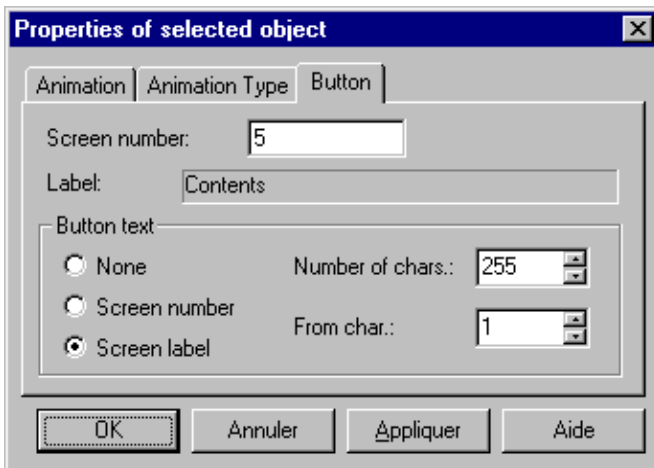 Properties of selected object
Animation Animation Type Button
Screen number: 5
Label: Contents
Button text
None Number of chars.: 255
Screen number
From char.: 1
Screen label
OK Annuler Appliquer Aide